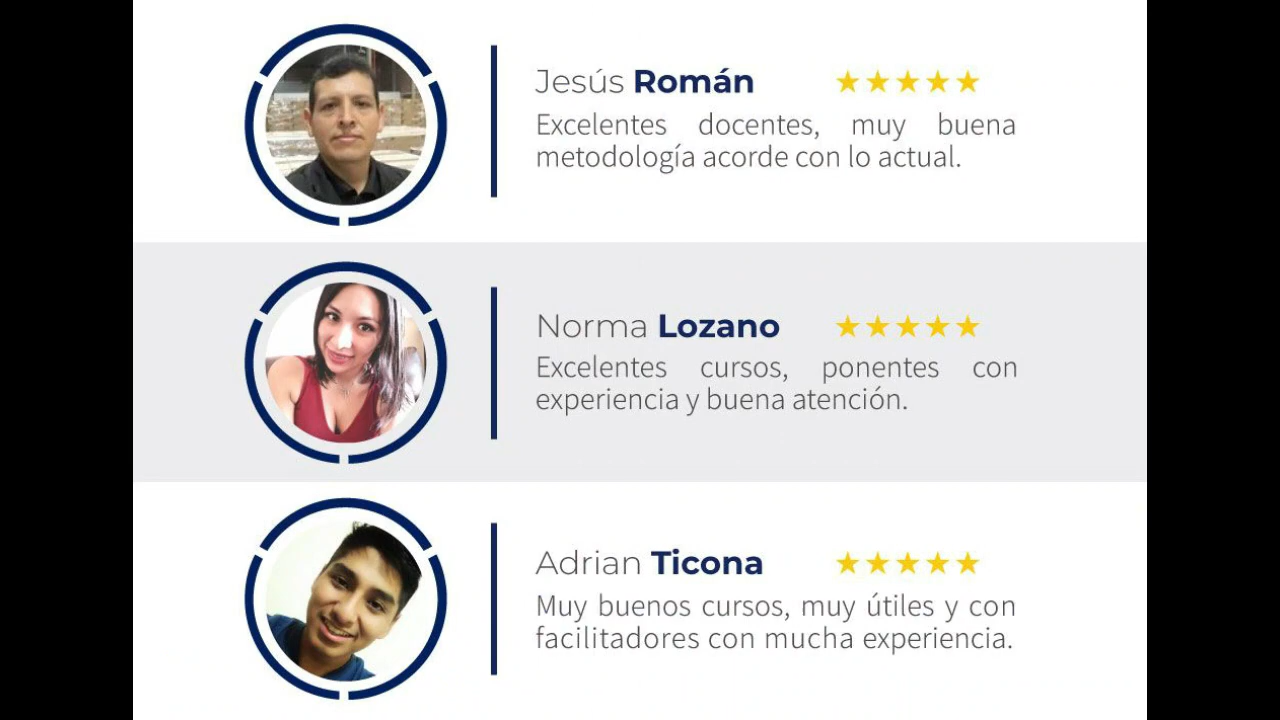 Jesús Román
Excelentes docentes, muy buena
metodología acorde con lo actual.
Norma Lozano
Excelentes cursos, ponentes con
experiencia y buena atención.
Adrian Ticona
Muy buenos cursos, muy útiles y con
facilitadores con mucha experiencia.